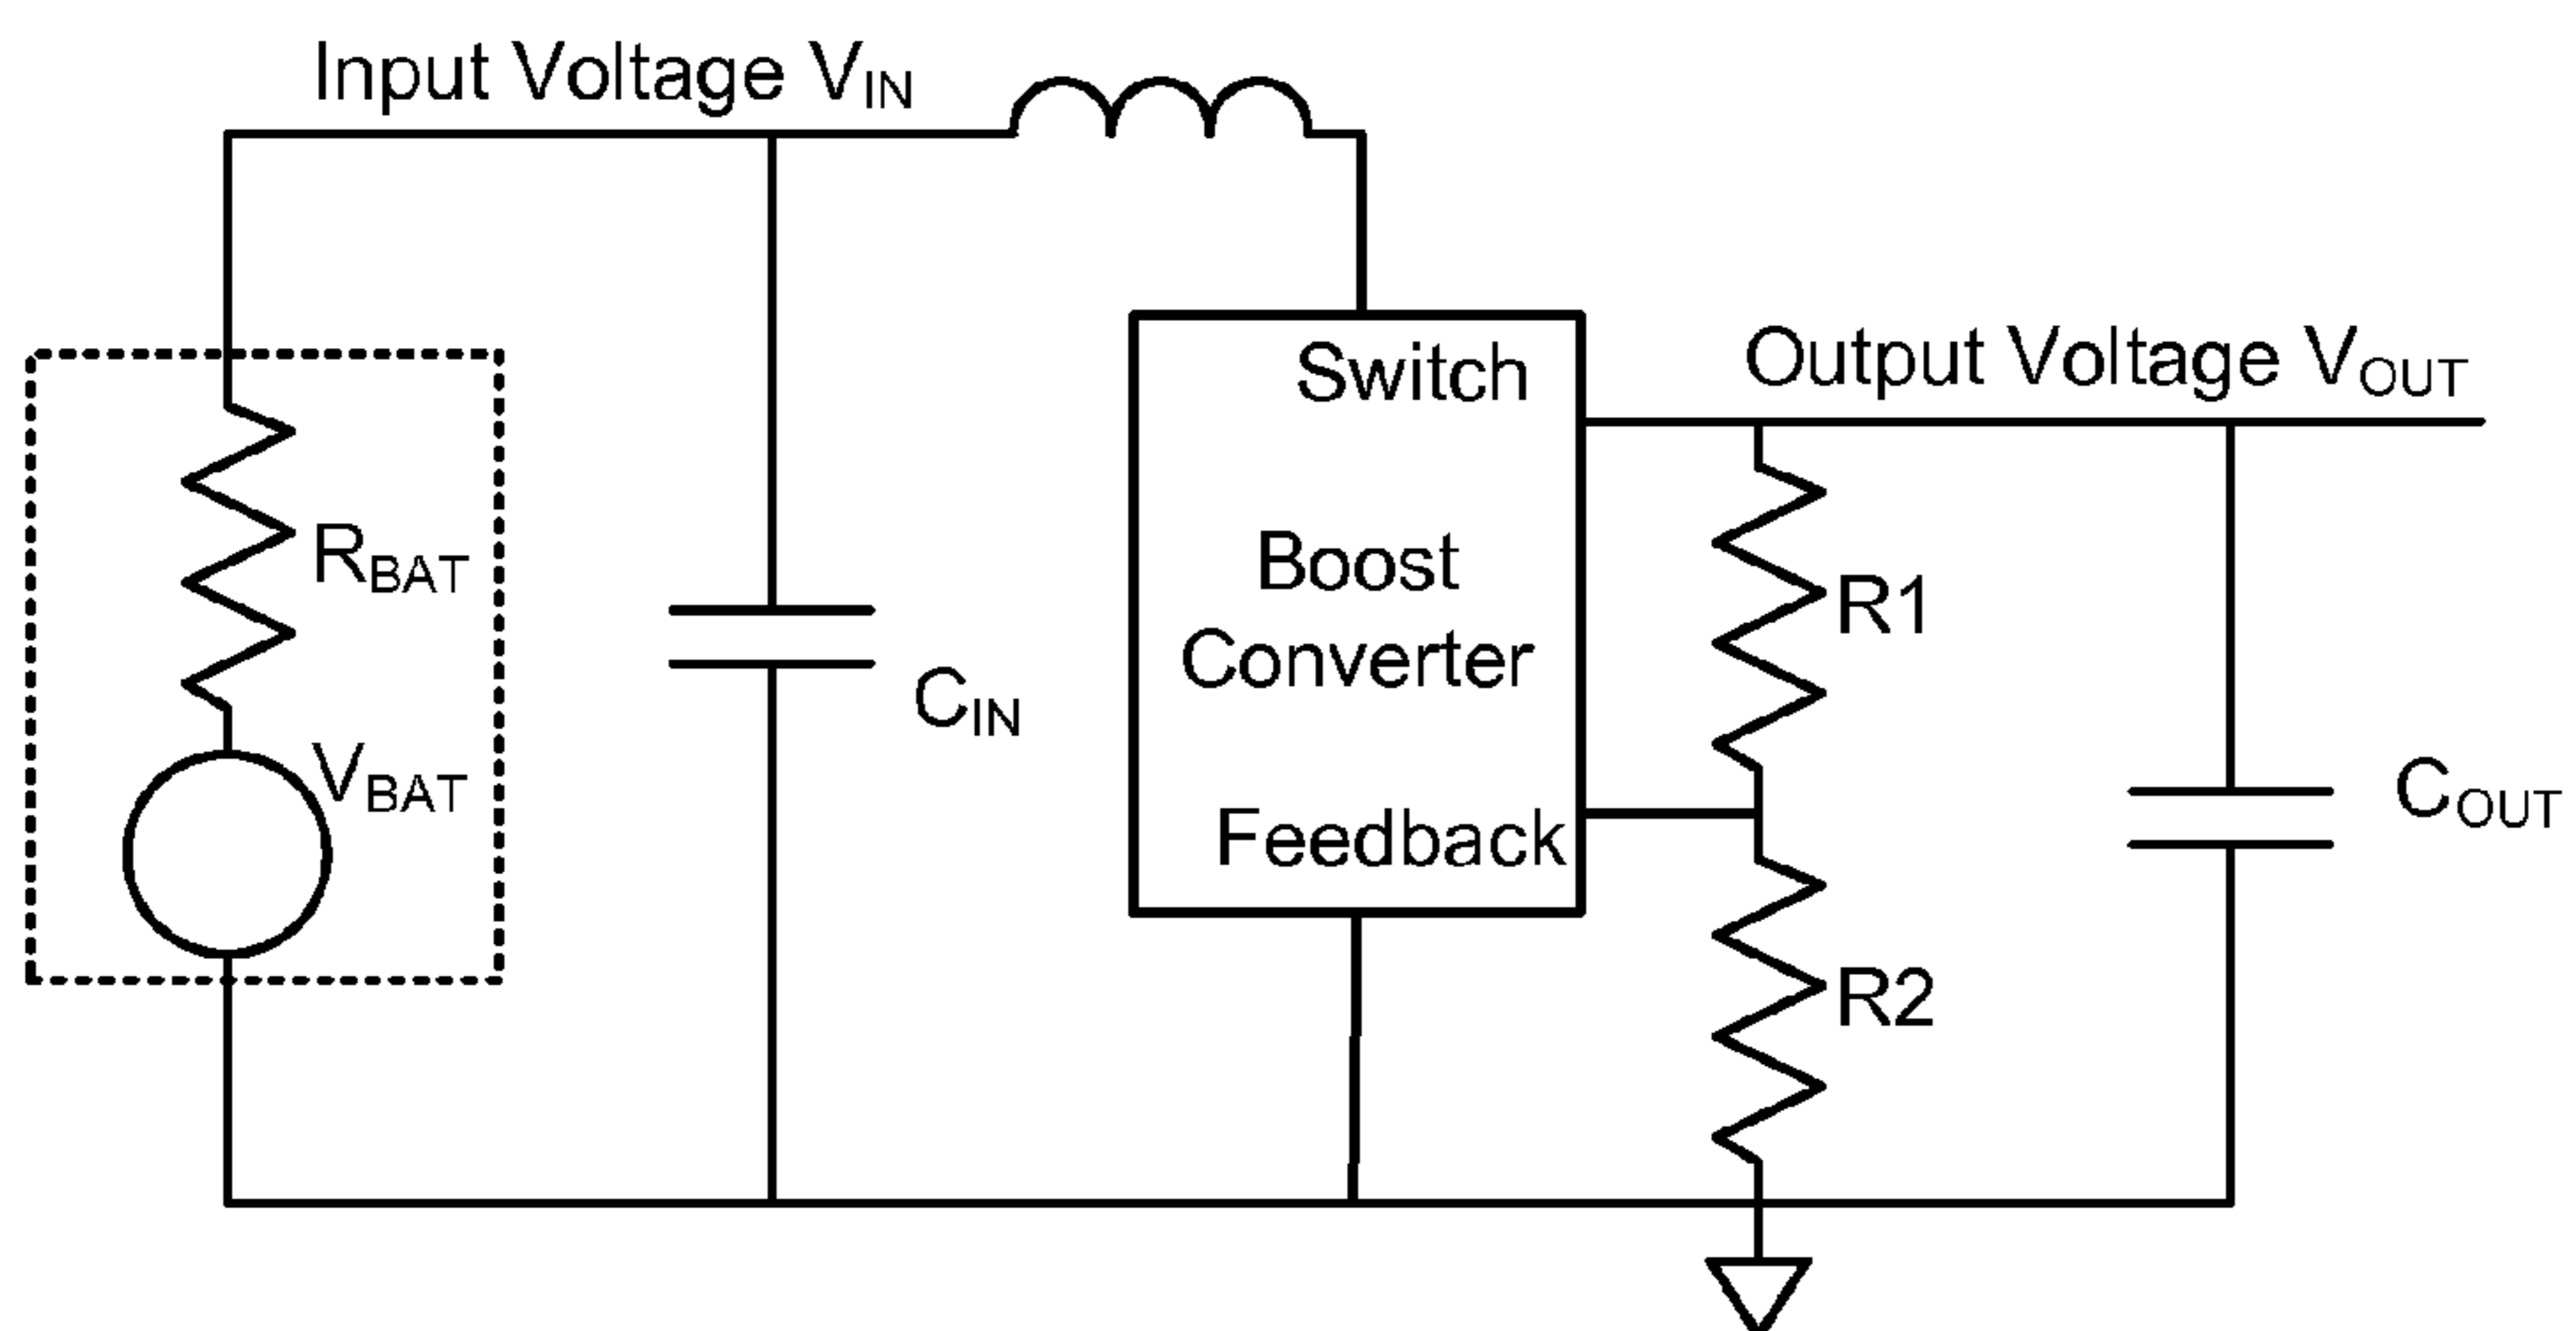 Input Voltage VIN
Switch
Output Voltage VOUT
RBAT
Boost
Converter
R1
CIN
VBAT
Feedback
COUT
R2